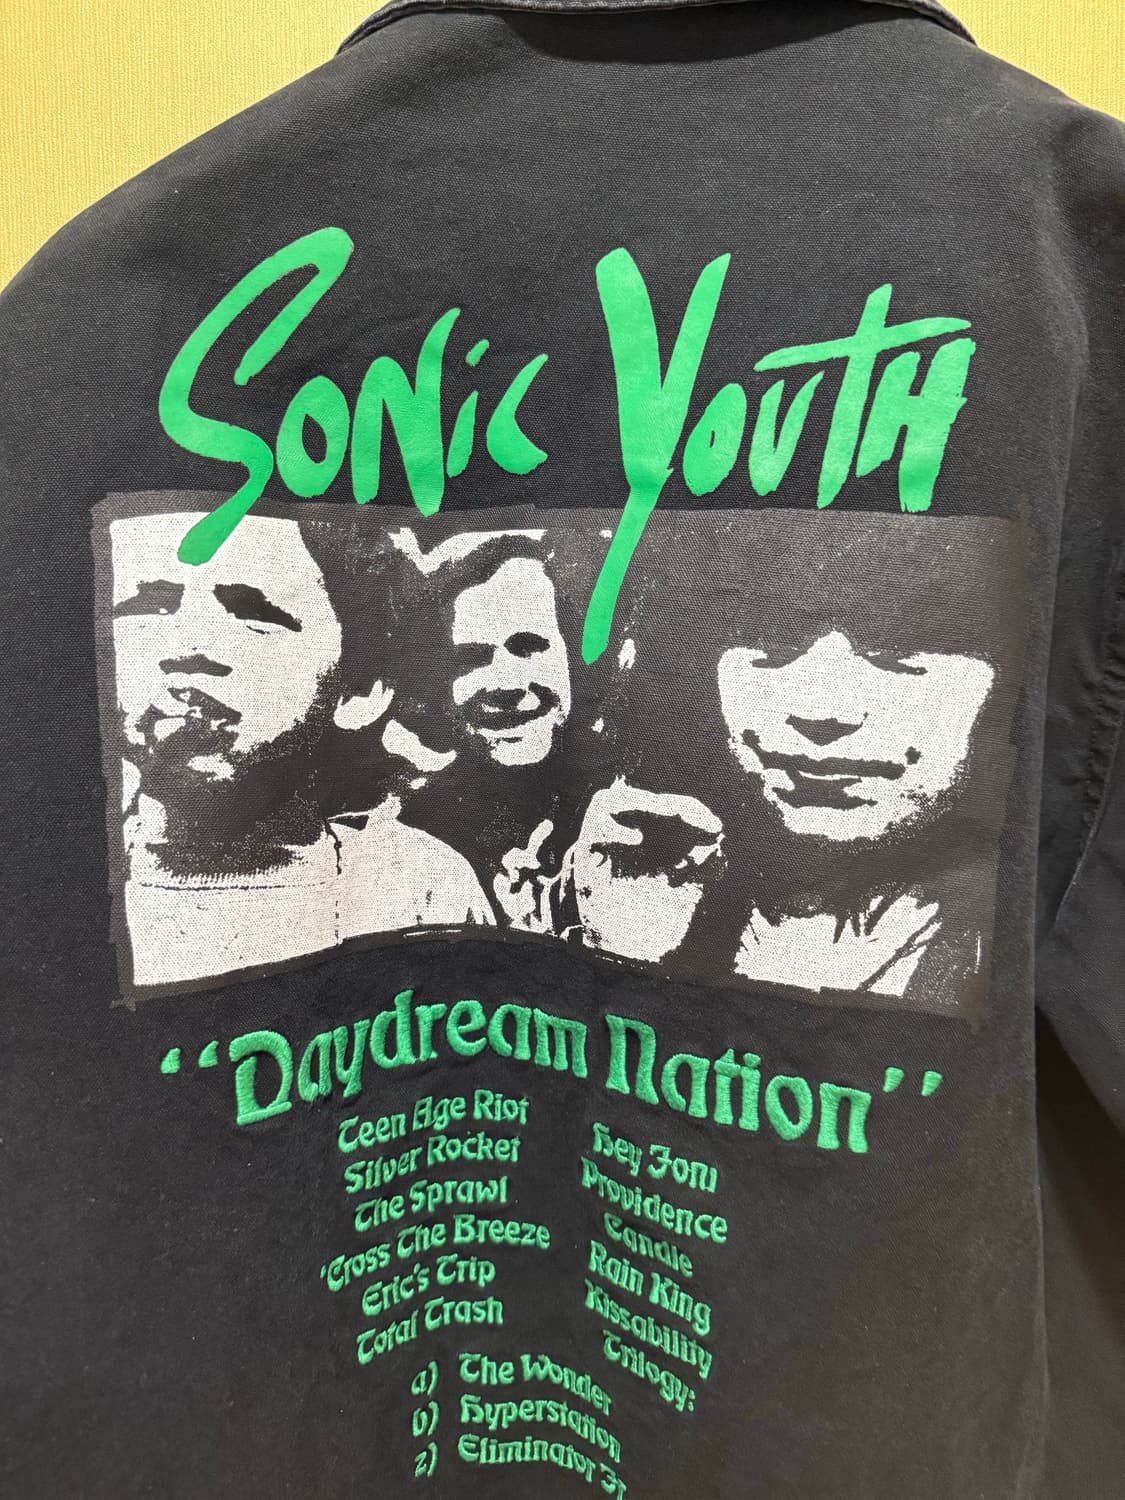 Sonic Youth
“Daydream Nation”
Teen Age Riot
Silver Rocket
The Sprawl
'Cross The Breeze
Eric's Trip
Total Trash
Hey Joni
Providence
Candle
Rain King
Kissability
Trilogy:
a) The Wonder
b) Hyperstation
z) Eliminator Jr